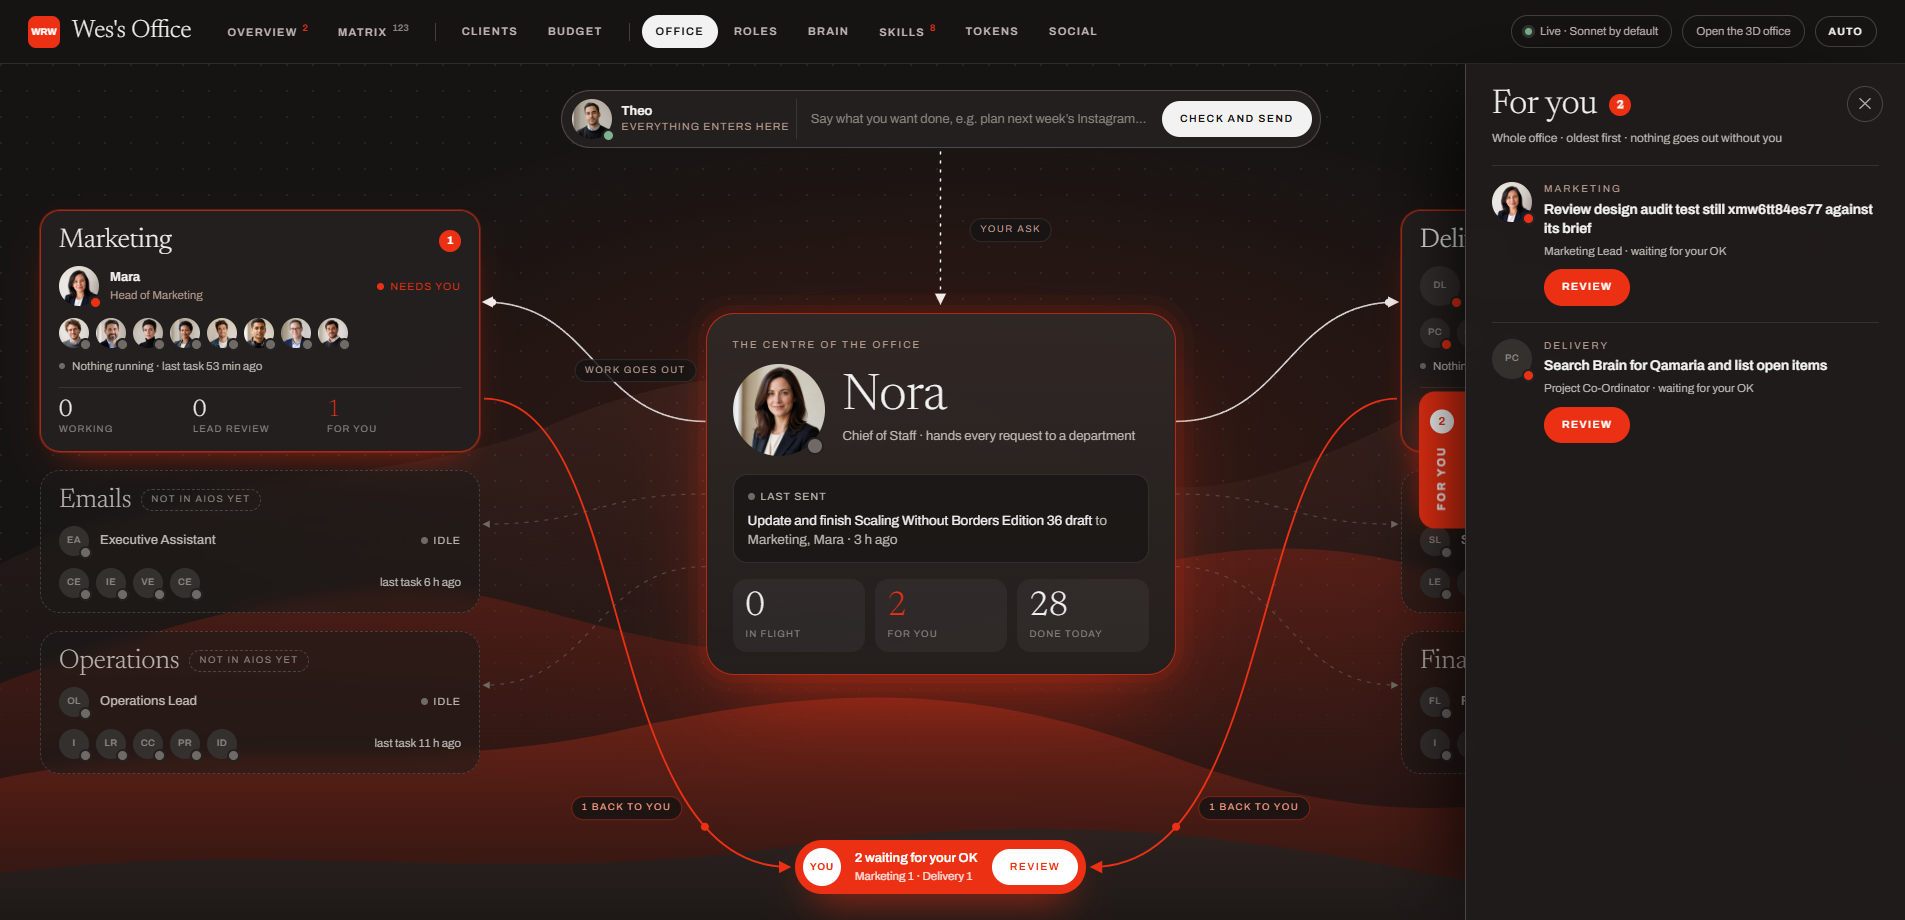 WRW
Wes's Office
OVERVIEW 2
MATRIX 123
CLIENTS
BUDGET
OFFICE
ROLES
BRAIN
SKILLS 8
TOKENS
SOCIAL
Live · Sonnet by default
Open the 3D office
AUTO
Theo
EVERYTHING ENTERS HERE
Say what you want done, e.g. plan next week's Instagram...
CHECK AND SEND
YOUR ASK
Marketing
1
Mara
Head of Marketing
NEEDS YOU
Nothing running · last task 53 min ago
0
WORKING
0
LEAD REVIEW
1
FOR YOU
WORK GOES OUT
Emails
NOT IN AIOS YET
EA
Executive Assistant
IDLE
CE
IE
VE
CE
last task 6 h ago
Operations
NOT IN AIOS YET
OL
Operations Lead
IDLE
I
LR
CC
PR
ID
last task 11 h ago
THE CENTRE OF THE OFFICE
Nora
Chief of Staff · hands every request to a department
LAST SENT
Update and finish Scaling Without Borders Edition 36 draft to
Marketing, Mara · 3 h ago
0
IN FLIGHT
2
FOR YOU
28
DONE TODAY
1 BACK TO YOU
1 BACK TO YOU
YOU
2 waiting for your OK
Marketing 1 · Delivery 1
REVIEW
Deli
DL
PC
Nothin
2
FOR YOU
SL
S
LE
Fina
FL
F
I
For you
2
Whole office · oldest first · nothing goes out without you
MARKETING
Review design audit test still xmw6tt84es77 against
its brief
Marketing Lead · waiting for your OK
REVIEW
PC
DELIVERY
Search Brain for Qamaria and list open items
Project Co-Ordinator · waiting for your OK
REVIEW